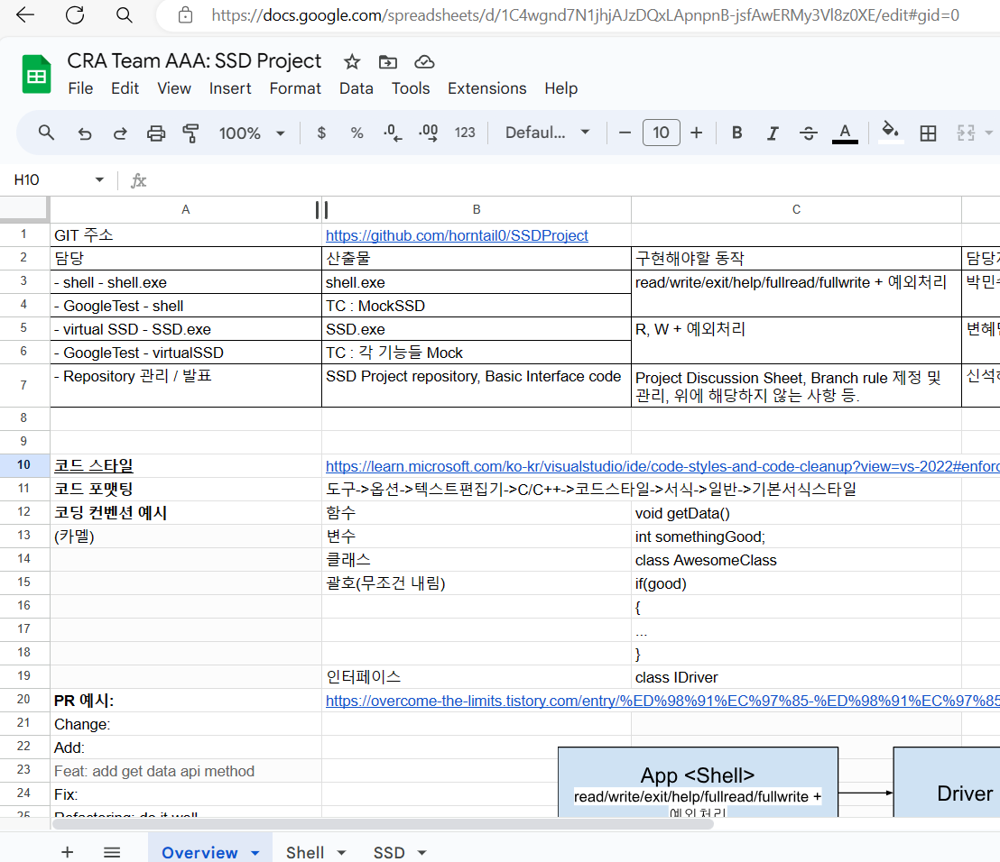 https://docs.google.com/spreadsheets/d/1C4wgnd7N1jhjAJzDQxLApnpnB-jsfAwERMy3Vl8z0XE/edit#gid=0
CRA Team AAA: SSD Project
File Edit View Insert Format Data Tools Extensions Help
100% $ % .0 .00 123 Defaul... 10 B I A
H10 fx
A B C
1 GIT 주소 https://github.com/horntail0/SSDProject
2 담당 산출물 구현해야할 동작
3 - shell - shell.exe shell.exe read/write/exit/help/fullread/fullwrite + 예외처리
4 - GoogleTest - shell TC : MockSSD
5 - virtual SSD - SSD.exe SSD.exe R, W + 예외처리
6 - GoogleTest - virtualSSD TC : 각 기능들 Mock
7 - Repository 관리 / 발표 SSD Project repository, Basic Interface code Project Discussion Sheet, Branch rule 제정 및
관리, 위에 해당하지 않는 사항 등.
8
9
10 코드 스타일 https://learn.microsoft.com/ko-kr/visualstudio/ide/code-styles-and-code-cleanup?view=vs-2022#enforc
11 코드 포맷팅 도구->옵션->텍스트편집기->C/C++->코드스타일->서식->일반->기본서식스타일
12 코딩 컨벤션 예시 함수 void getData()
13 (카멜) 변수 int somethingGood;
14 클래스 class AwesomeClass
15 괄호(무조건 내림) if(good)
16 {
17 ...
18 }
19 인터페이스 class IDriver
20 PR 예시: https://overcome-the-limits.tistory.com/entry/%ED%98%91%EC%97%85-%ED%98%91%EC%97%85
21 Change:
22 Add:
23 Feat: add get data api method
24 Fix:
25 Refactoring: do it well
App <Shell>
read/write/exit/help/fullread/fullwrite +
예외처리
Driver
Overview Shell SSD